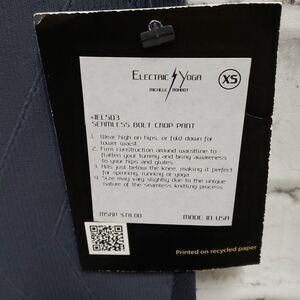 ELECTRIC YOGA
MICHELLE BOHBOT
XS
SEAMLESS BOLT CROP PANT
1. Wear high on hips, or fold down for
lower waist.
2. Firm construction around waistline to
flatten your tummy and bring awareness
to your hips and glutes
3. Hits just below the knee, making it perfect
for spinning, running or yoga
4. Size may vary slightly due to the unique
nature of the seamless knitting process.
MSRP $78.00
MADE IN USA
Printed on recycled paper